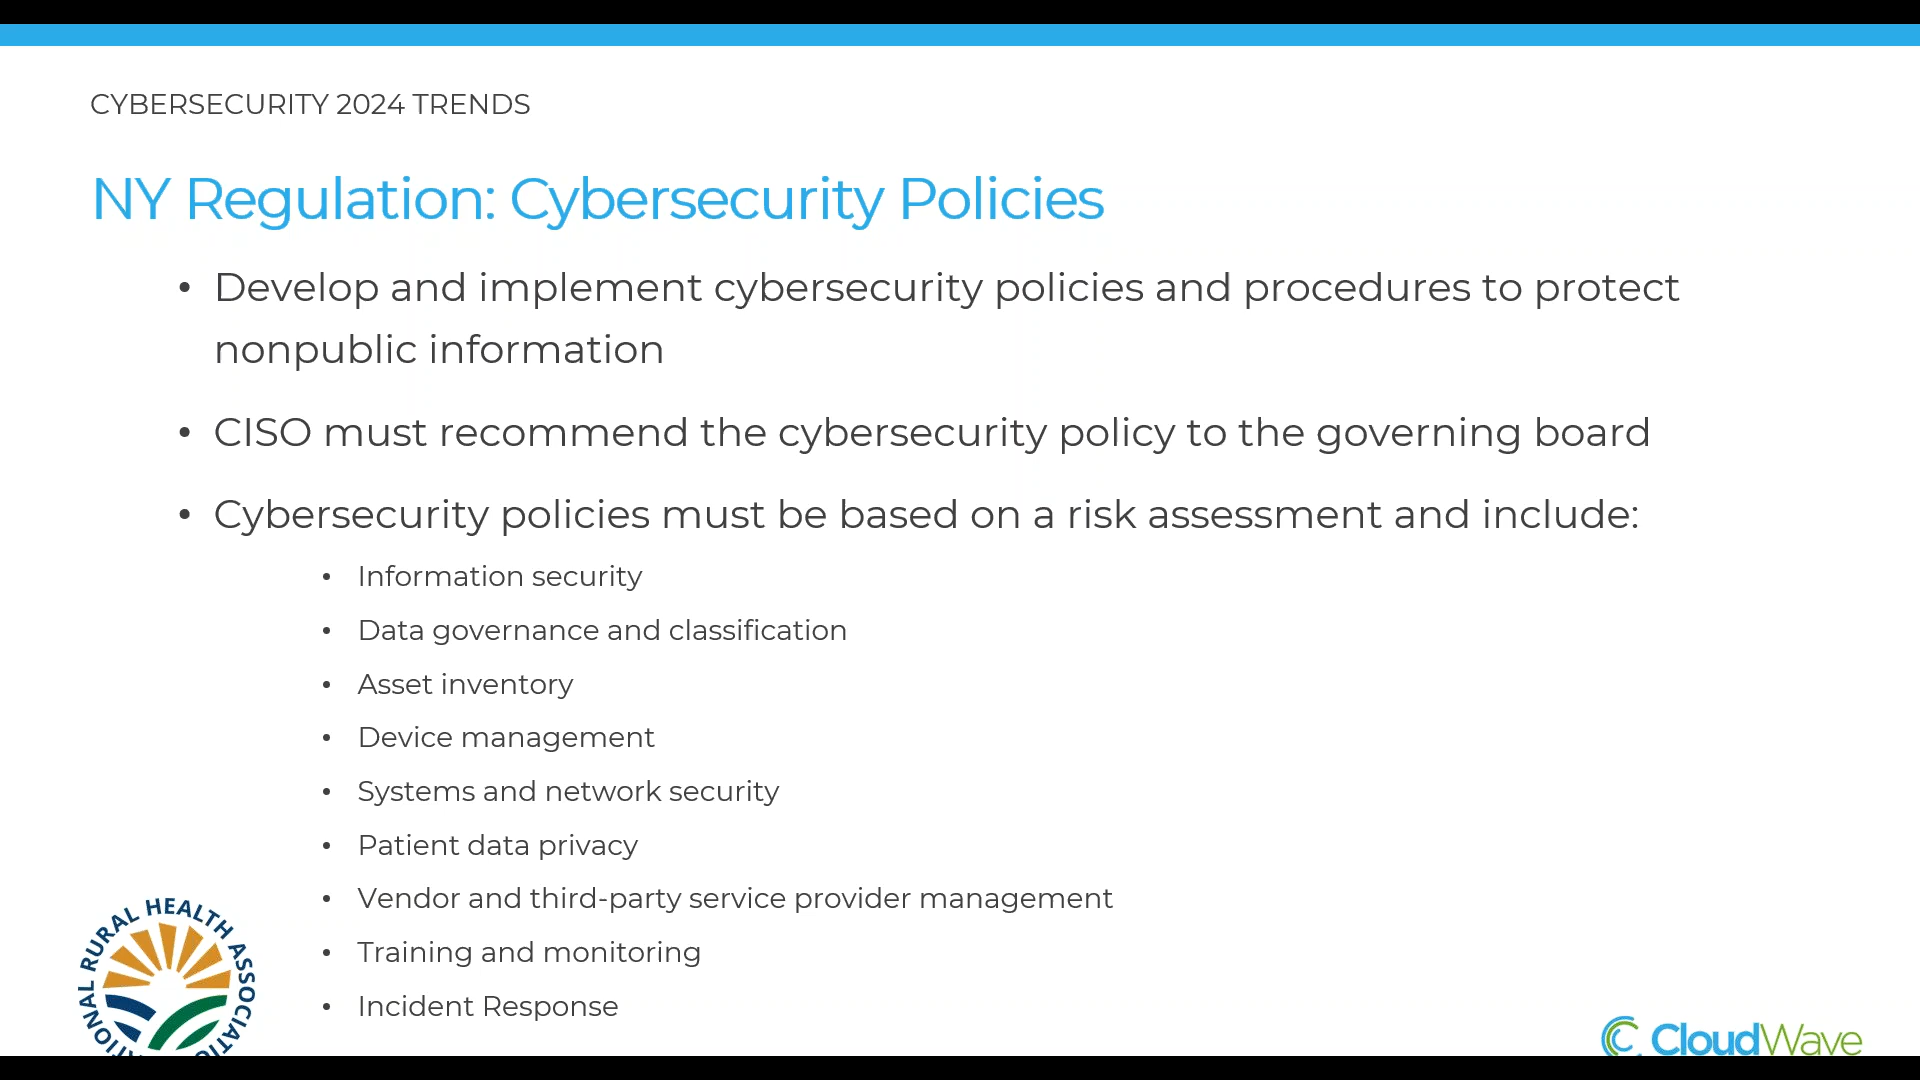 CYBERSECURITY 2024 TRENDS
NY Regulation: Cybersecurity Policies
• Develop and implement cybersecurity policies and procedures to protect
nonpublic information
• CISO must recommend the cybersecurity policy to the governing board
• Cybersecurity policies must be based on a risk assessment and include:
• Information security
• Data governance and classification
• Asset inventory
• Device management
• Systems and network security
• Patient data privacy
• Vendor and third-party service provider management
• Training and monitoring
• Incident Response
RURAL HEALTH
CloudWave